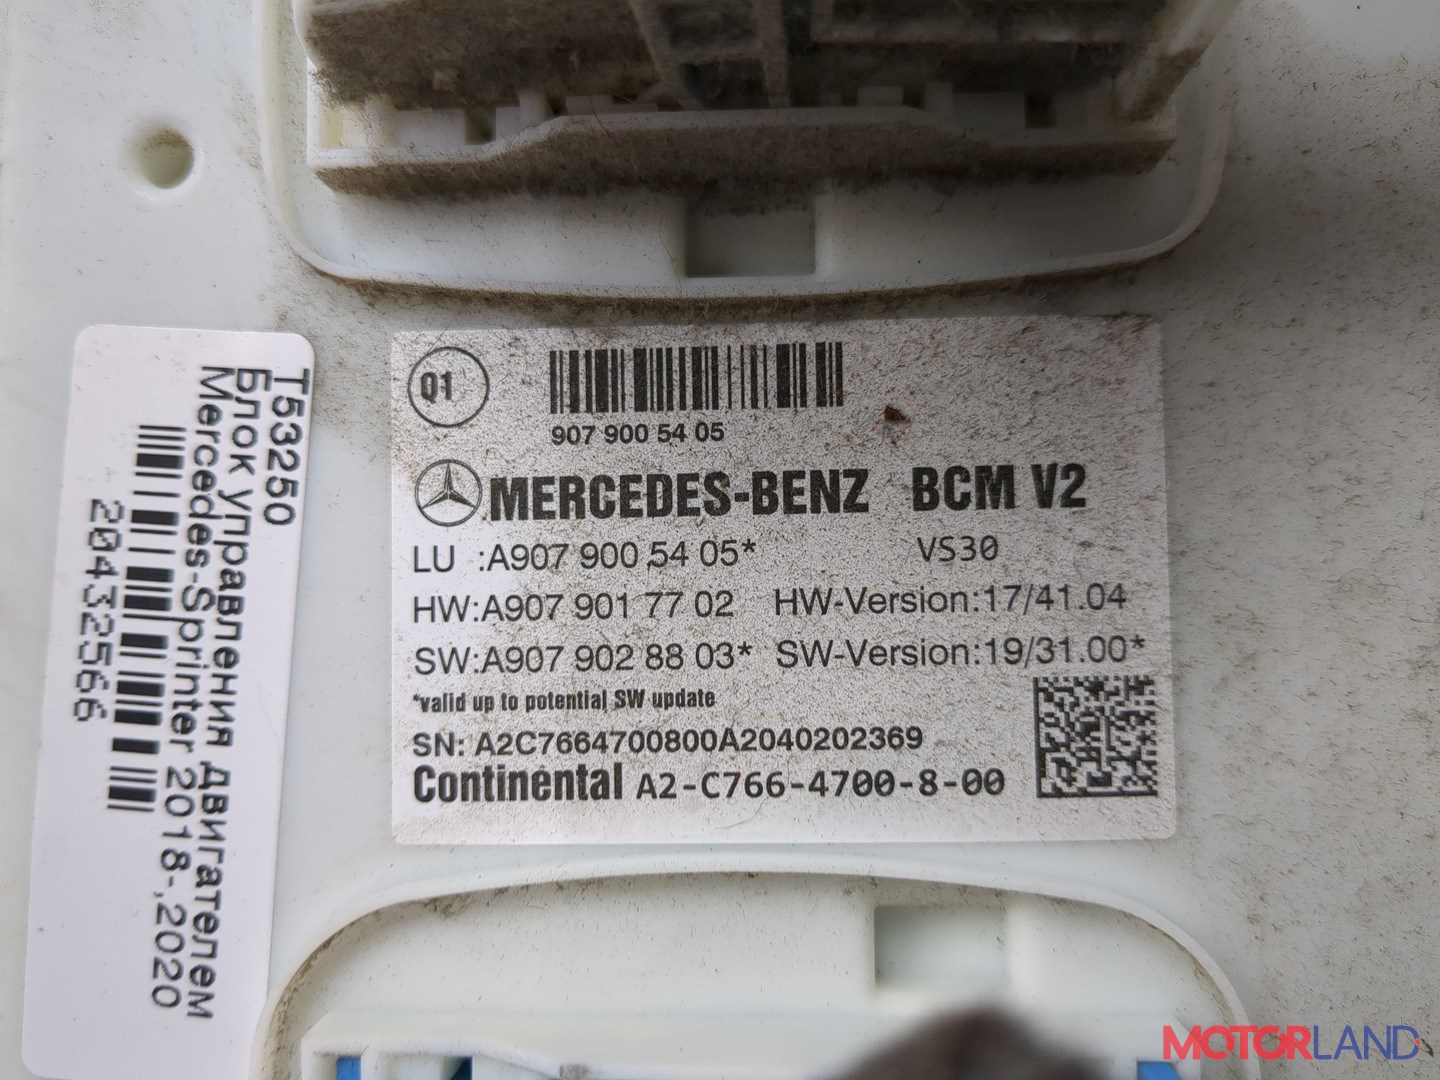 T53250
Блок управления двигателем
Mercedes-Sprinter 2018-,2020
20432566
Q1
907 900 54 05
MERCEDES-BENZ BCM V2
LU :A907 900 54 05* VS30
HW:A907 901 77 02 HW-Version:17/41.04
SW:A907 902 88 03* SW-Version:19/31.00*
*valid up to potential SW update
SN: A2C7664700800A2040202369
Continental A2-C766-4700-8-00
MOTORLAND